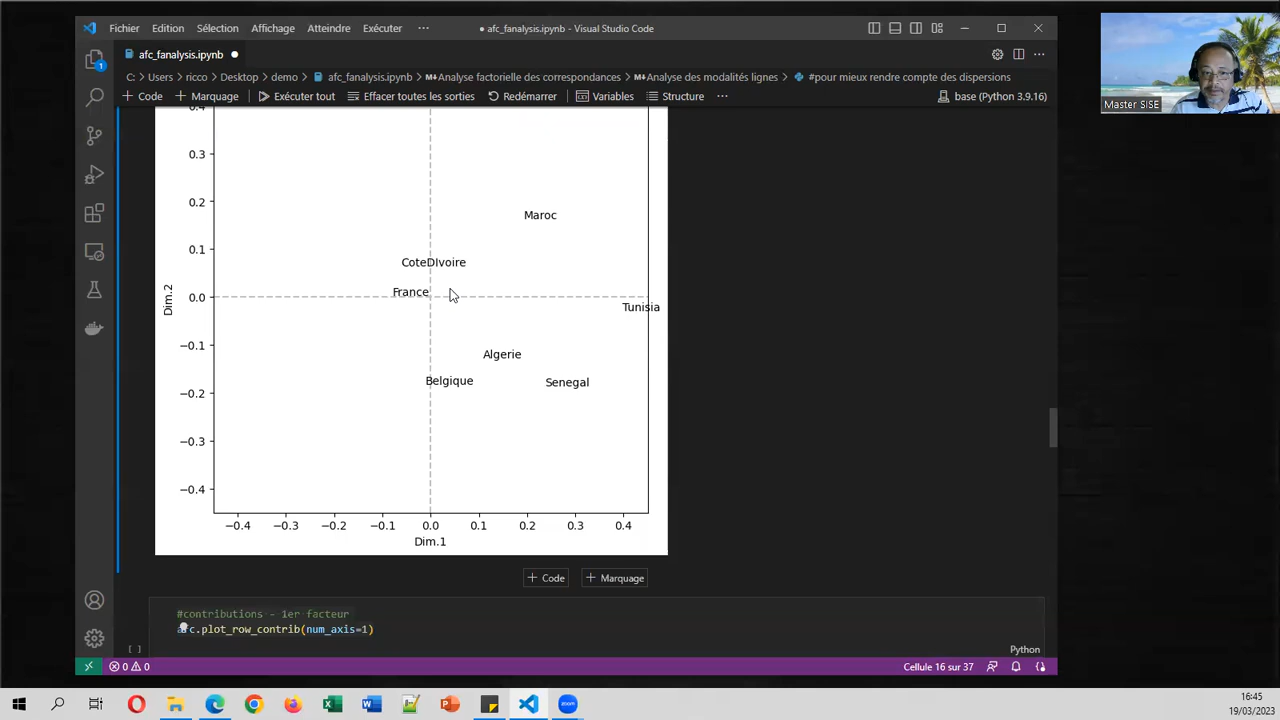 Fichier Edition Sélection Affichage Atteindre Exécuter ● afc_fanalysis.ipynb - Visual Studio Code
afc_fanalysis.ipynb ●
C: > Users > ricco > Desktop > demo > afc_fanalysis.ipynb > Analyse factorielle des correspondances > Analyse des modalités lignes > #pour mieux rendre compte des dispersions
+ Code + Marquage Exécuter tout Effacer toutes les sorties Redémarrer Variables Structure ··· base (Python 3.9.16)
Master SISE
1
0.4
0.3
0.2
Maroc
0.1
CoteDIvoire
France
0.0
Tunisia
Dim.2
−0.1
Algerie
Belgique
Senegal
−0.2
−0.3
−0.4
−0.4 −0.3 −0.2 −0.1 0.0 0.1 0.2 0.3 0.4
Dim.1
+ Code + Marquage
#contributions - 1er facteur
afc.plot_row_contrib(num_axis=1)
[ ]
Python
0 0 Cellule 16 sur 37
16:45
19/03/2023